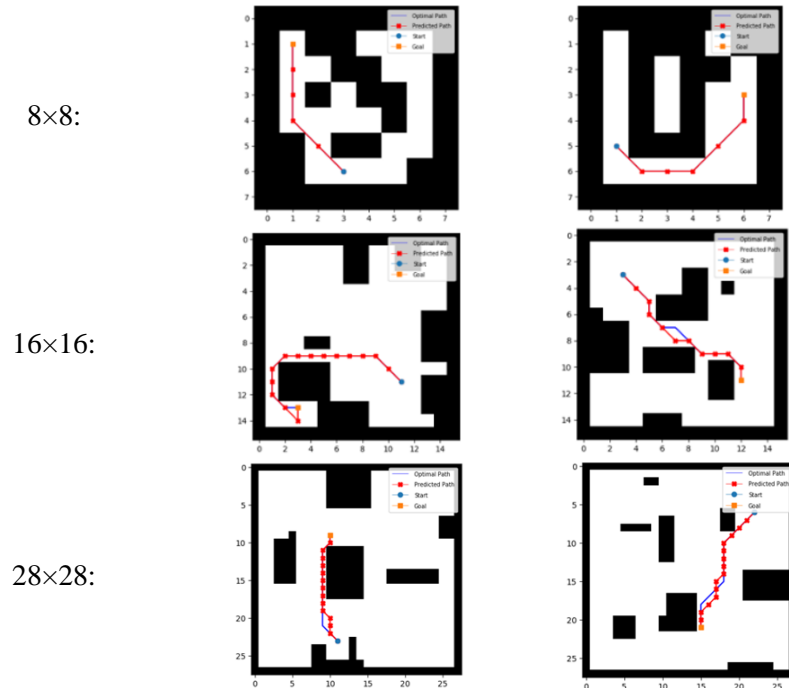 8×8:
Optimal Path
Predicted Path
Start
Goal
0
1
2
3
4
5
6
7
0 1 2 3 4 5 6 7
Optimal Path
Predicted Path
Start
Goal
0
1
2
3
4
5
6
7
0 1 2 3 4 5 6 7
16×16:
Optimal Path
Predicted Path
Start
Goal
0
2
4
6
8
10
12
14
0 2 4 6 8 10 12 14
Optimal Path
Predicted Path
Start
Goal
0
2
4
6
8
10
12
14
0 2 4 6 8 10 12 14
28×28:
Optimal Path
Predicted Path
Start
Goal
0
5
10
15
20
25
0 5 10 15 20 25
Optimal Path
Predicted Path
Start
Goal
0
5
10
15
20
25
0 5 10 15 20 25